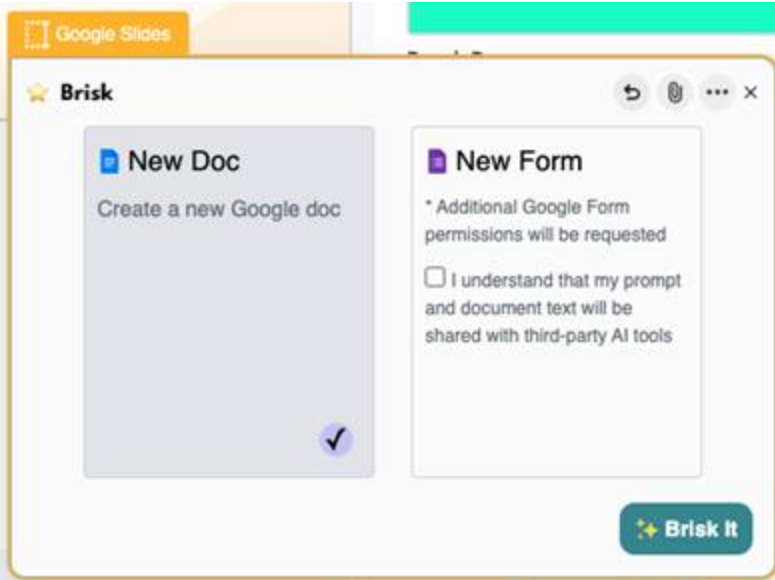 Google Slides
Brisk
New Doc
Create a new Google doc
New Form
* Additional Google Form
permissions will be requested
I understand that my prompt
and document text will be
shared with third-party AI tools
Brisk It